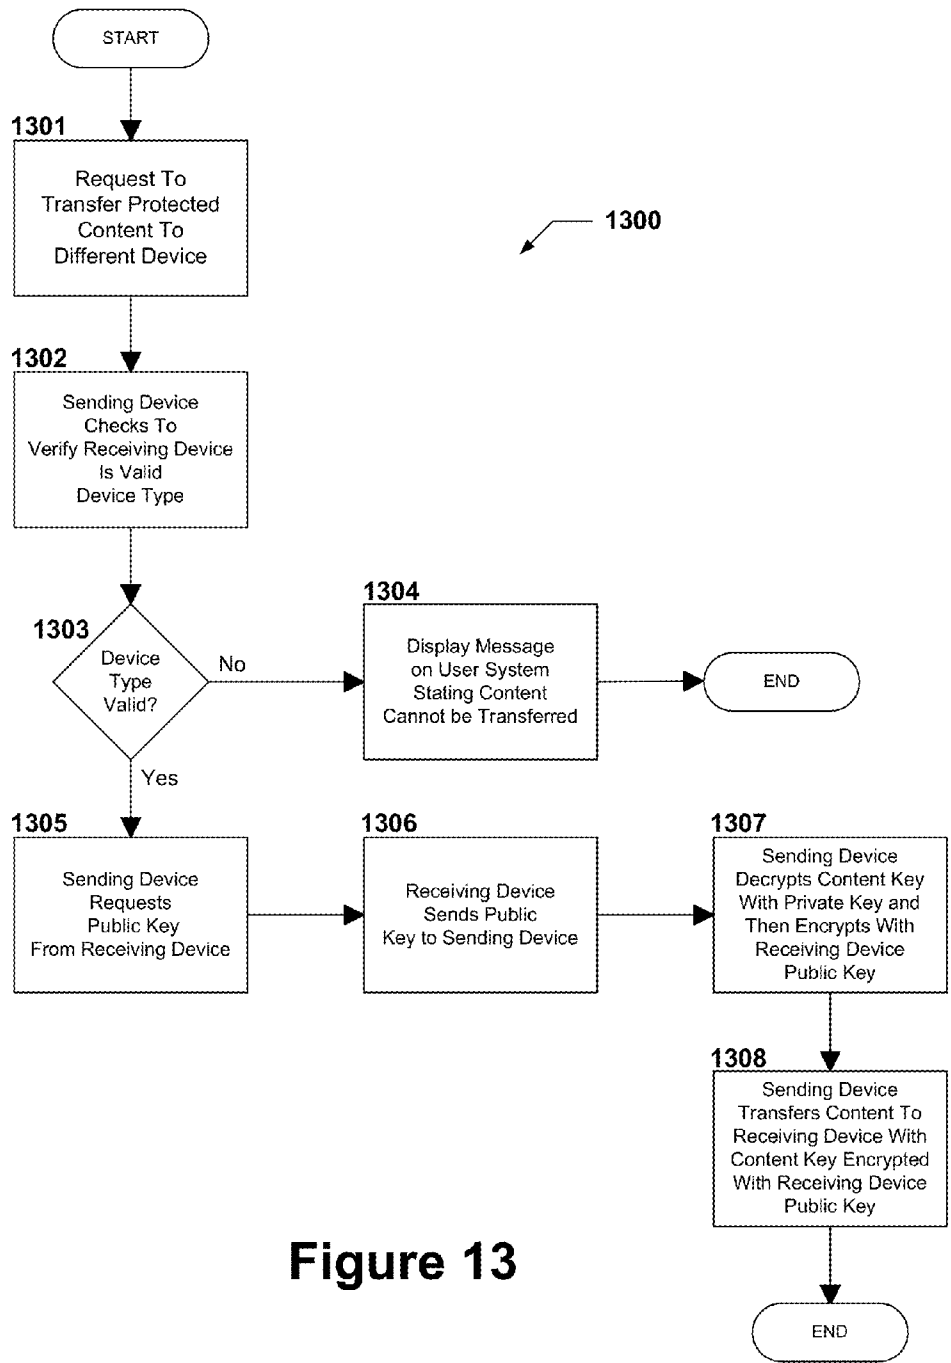 START
1301
Request To
Transfer Protected
Content To
Different Device
1300
1302
Sending Device
Checks To
Verify Receiving Device
Is Valid
Device Type
1303
Device
Type
Valid?
No
Yes
1304
Display Message
on User System
Stating Content
Cannot be Transferred
END
1305
Sending Device
Requests
Public Key
From Receiving Device
1306
Receiving Device
Sends Public
Key to Sending Device
1307
Sending Device
Decrypts Content Key
With Private Key and
Then Encrypts With
Receiving Device
Public Key
1308
Sending Device
Transfers Content To
Receiving Device With
Content Key Encrypted
With Receiving Device
Public Key
END
Figure 13